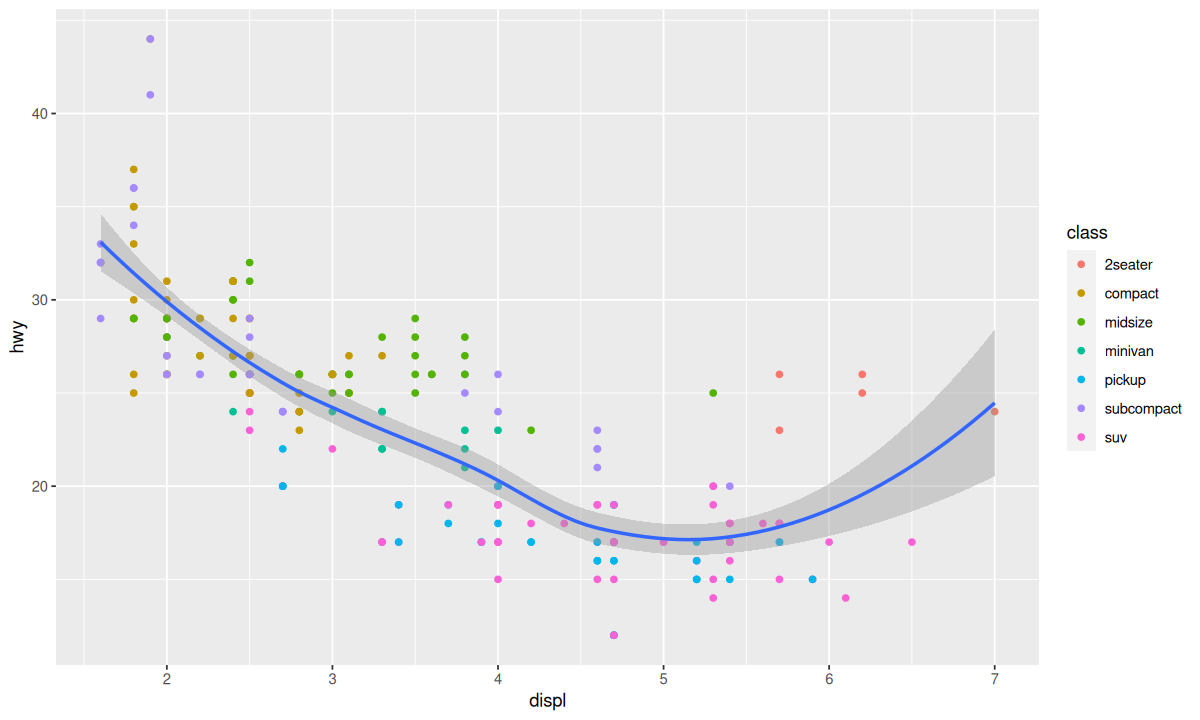 40
30
20
hwy
2
3
4
5
6
7
displ
class
2seater
compact
midsize
minivan
pickup
subcompact
suv